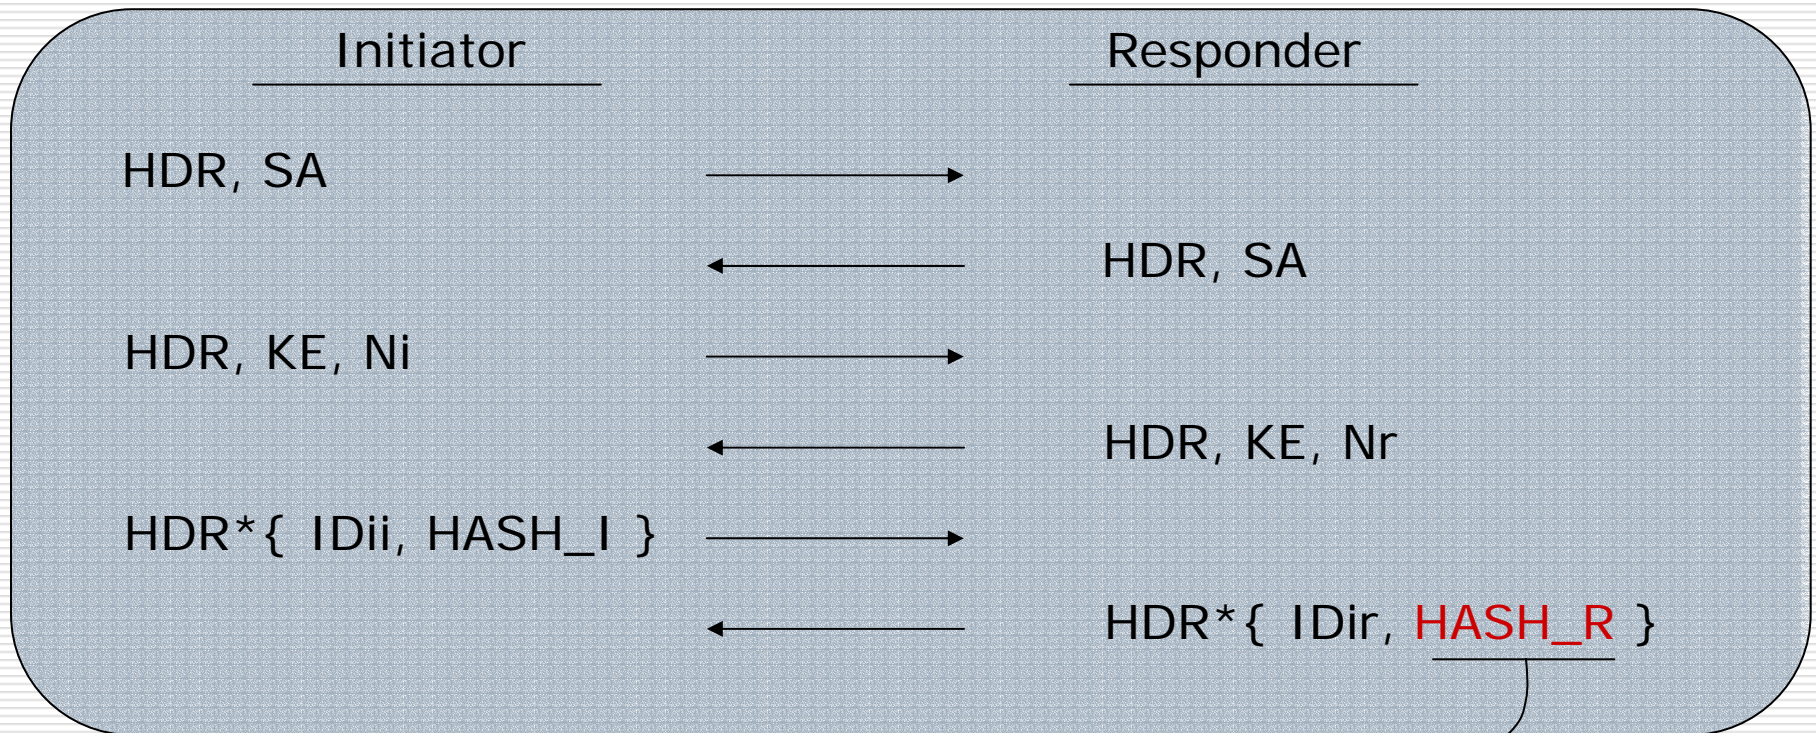 Initiator Responder
HDR, SA
HDR, SA
HDR, KE, Ni
HDR, KE, Nr
HDR*{ IDii, HASH_I }
HDR*{ IDir, HASH_R }